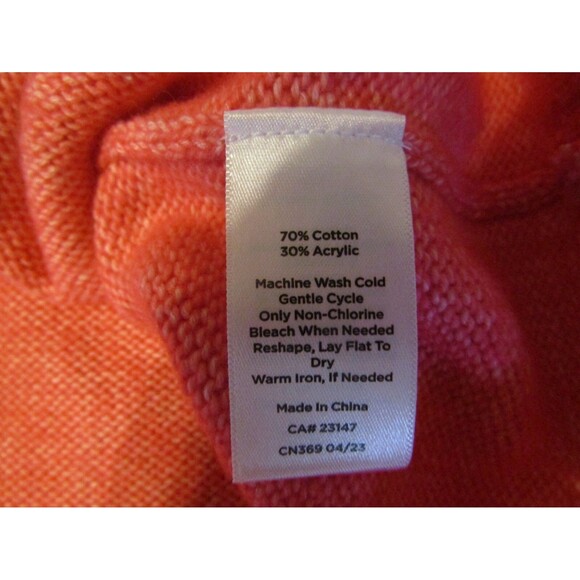 70% Cotton
30% Acrylic
Machine Wash Cold
Gentle Cycle
Only Non-Chlorine
Bleach When Needed
Reshape, Lay Flat To
Dry
Warm Iron, If Needed
Made In China
CA# 23147
CN369 04/23